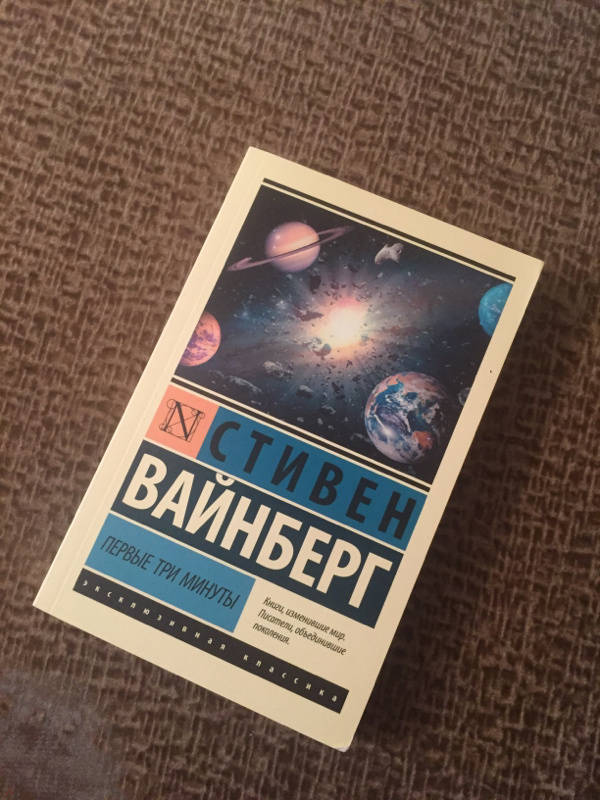 СТИВЕН
ВАЙНБЕРГ
ПЕРВЫЕ ТРИ МИНУТЫ
Книги, изменившие мир.
Писатели, объединившие
поколения.
эксклюзивная классика